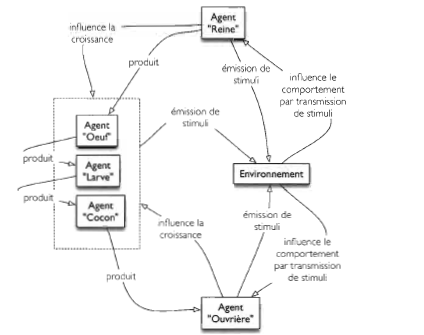 Agent
"Reine"
influence la
croissance
produit
émission de
stimuli
influence le
comportement
par transmission
de stimuli
émission de
stimuli
Agent
"Oeuf"
produit
Agent
"Larve"
produit
Agent
"Cocon"
Environnement
influence la
croissance
émission de
stimuli
influence le
comportement
par transmission
de stimuli
produit
Agent
"Ouvrière"